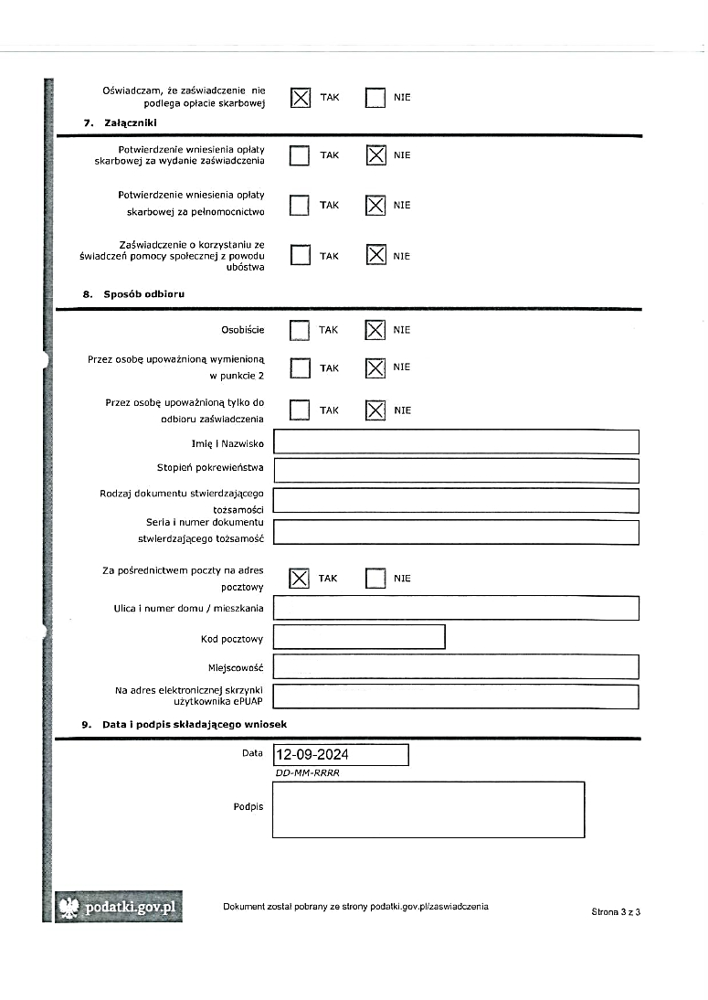 Oświadczam, że zaświadczenie nie
podlega opłacie skarbowej
TAK NIE
7. Załączniki
Potwierdzenie wniesienia opłaty
skarbowej za wydanie zaświadczenia
TAK NIE
Potwierdzenie wniesienia opłaty
skarbowej za pełnomocnictwo
TAK NIE
Zaświadczenie o korzystaniu ze
świadczeń pomocy społecznej z powodu
ubóstwa
TAK NIE
8. Sposób odbioru
Osobiście TAK NIE
Przez osobę upoważnioną wymienioną
w punkcie 2
TAK NIE
Przez osobę upoważnioną tylko do
odbioru zaświadczenia
TAK NIE
Imię i Nazwisko
Stopień pokrewieństwa
Rodzaj dokumentu stwierdzającego
tożsamości
Seria i numer dokumentu
stwierdzającego tożsamość
Za pośrednictwem poczty na adres
pocztowy
TAK NIE
Ulica i numer domu / mieszkania
Kod pocztowy
Miejscowość
Na adres elektronicznej skrzynki
użytkownika ePUAP
9. Data i podpis składającego wniosek
Data 12-09-2024
DD-MM-RRRR
Podpis
podatki.gov.pl
Dokument został pobrany ze strony podatki.gov.pl/zaswiadczenia
Strona 3 z 3